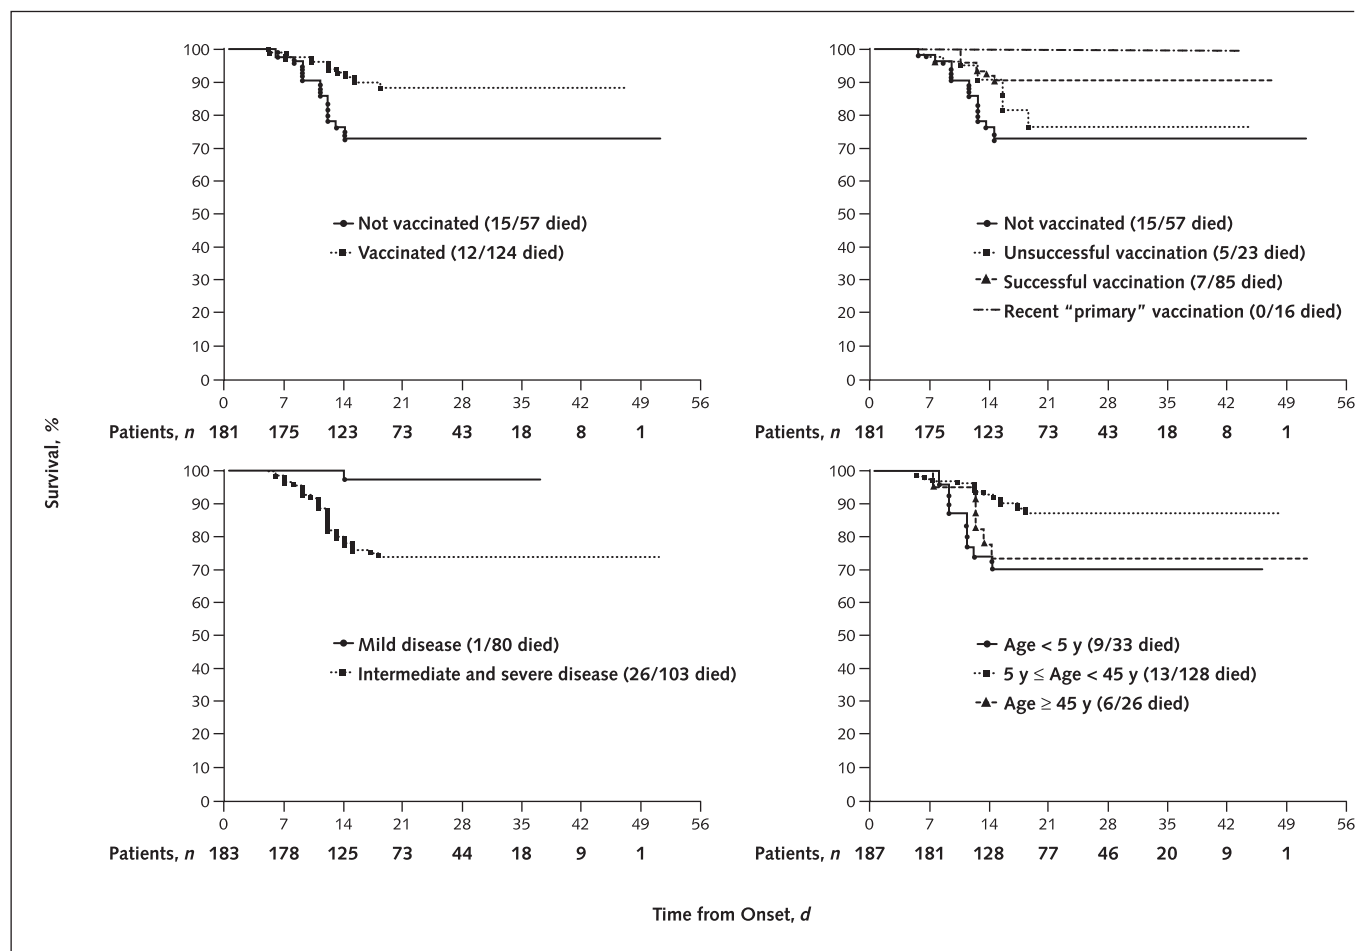 Survival, %
100
90
80
70
60
50
40
30
20
10
0
Not vaccinated (15/57 died)
Vaccinated (12/124 died)
0 7 14 21 28 35 42 49 56
Patients, n 181 175 123 73 43 18 8 1
100
90
80
70
60
50
40
30
20
10
0
Not vaccinated (15/57 died)
Unsuccessful vaccination (5/23 died)
Successful vaccination (7/85 died)
Recent “primary” vaccination (0/16 died)
0 7 14 21 28 35 42 49 56
Patients, n 181 175 123 73 43 18 8 1
100
90
80
70
60
50
40
30
20
10
0
Mild disease (1/80 died)
Intermediate and severe disease (26/103 died)
0 7 14 21 28 35 42 49 56
Patients, n 183 178 125 73 44 18 9 1
100
90
80
70
60
50
40
30
20
10
0
Age < 5 y (9/33 died)
5 y ≤ Age < 45 y (13/128 died)
Age ≥ 45 y (6/26 died)
0 7 14 21 28 35 42 49 56
Patients, n 187 181 128 77 46 20 9 1
Time from Onset, d